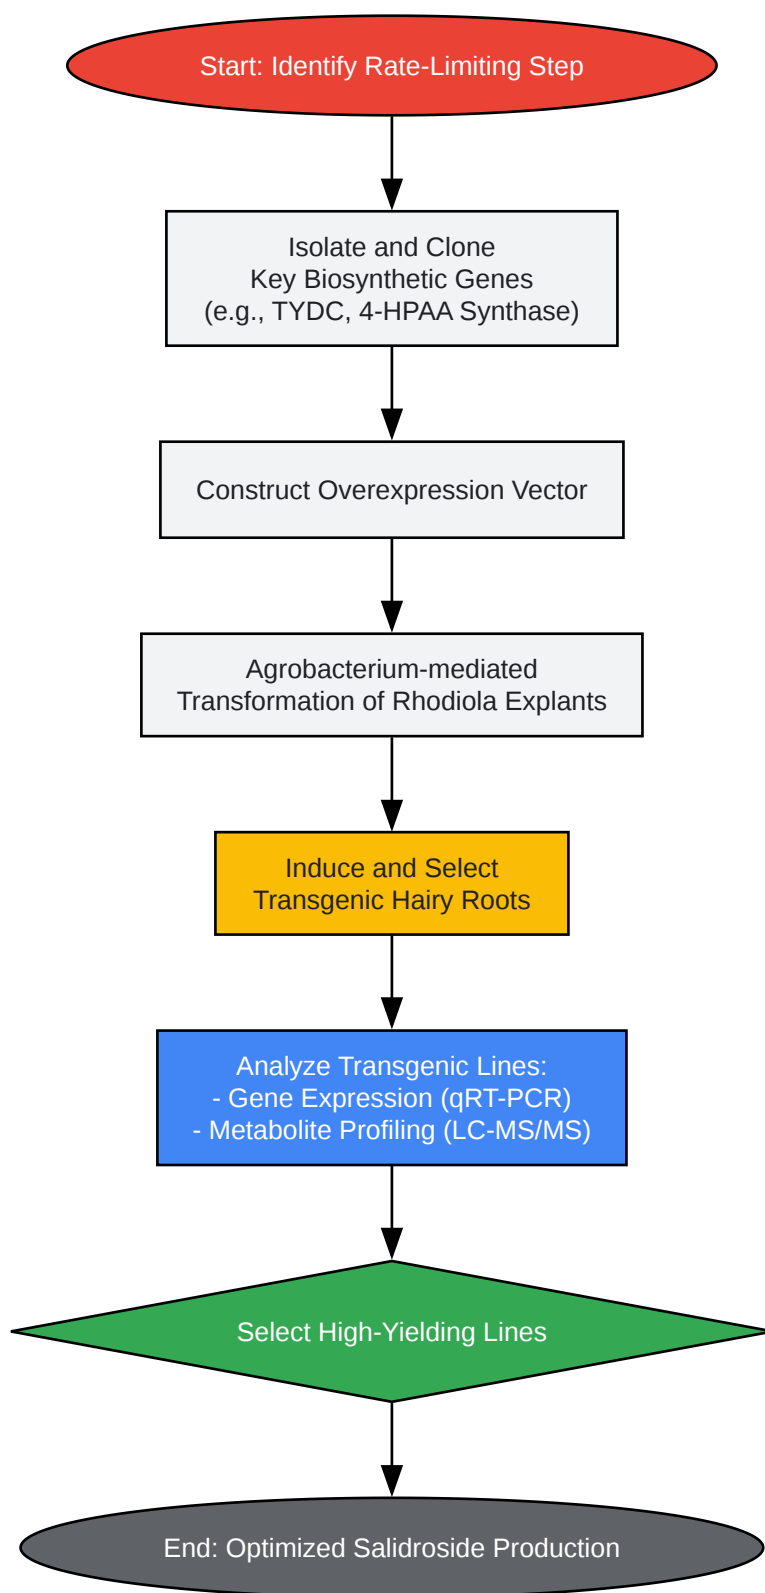 Start: Identify Rate-Limiting Step
Isolate and Clone
Key Biosynthetic Genes
(e.g., TYDC, 4-HPAA Synthase)
Construct Overexpression Vector
Agrobacterium-mediated
Transformation of Rhodiola Explants
Induce and Select
Transgenic Hairy Roots
Analyze Transgenic Lines:
- Gene Expression (qRT-PCR)
- Metabolite Profiling (LC-MS/MS)
Select High-Yielding Lines
End: Optimized Salidroside Production